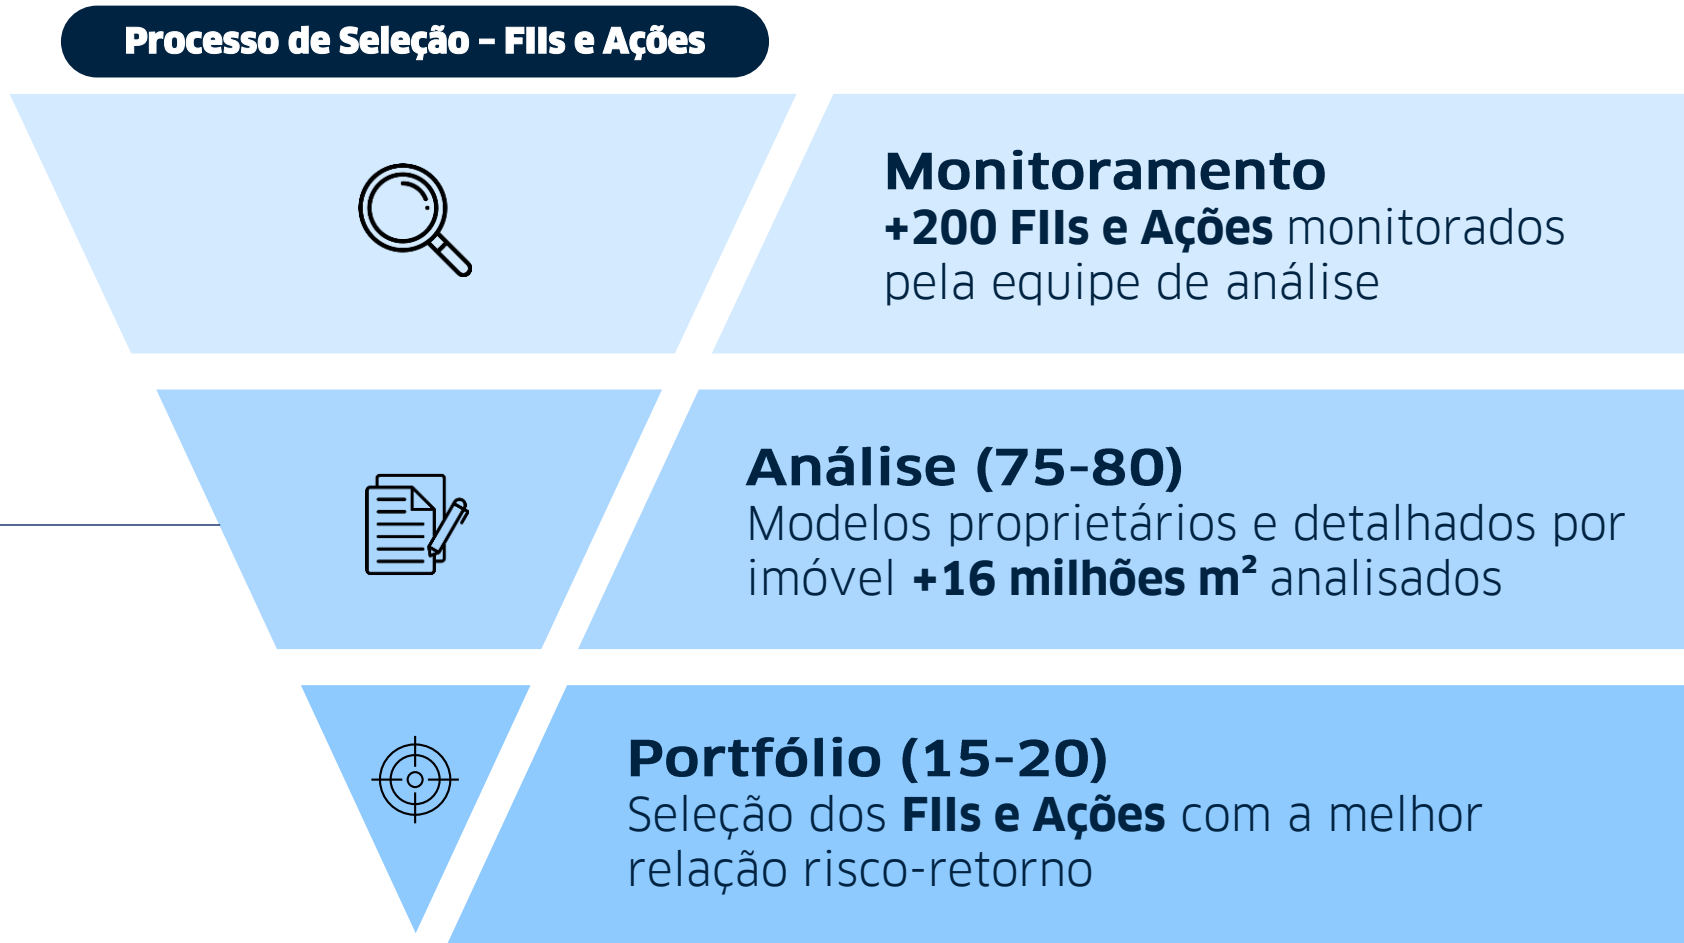 Processo de Seleção – FIIs e Ações
Monitoramento
+200 FIIs e Ações monitorados
pela equipe de análise
Análise (75-80)
Modelos proprietários e detalhados por
imóvel +16 milhões m² analisados
Portfólio (15-20)
Seleção dos FIIs e Ações com a melhor
relação risco-retorno